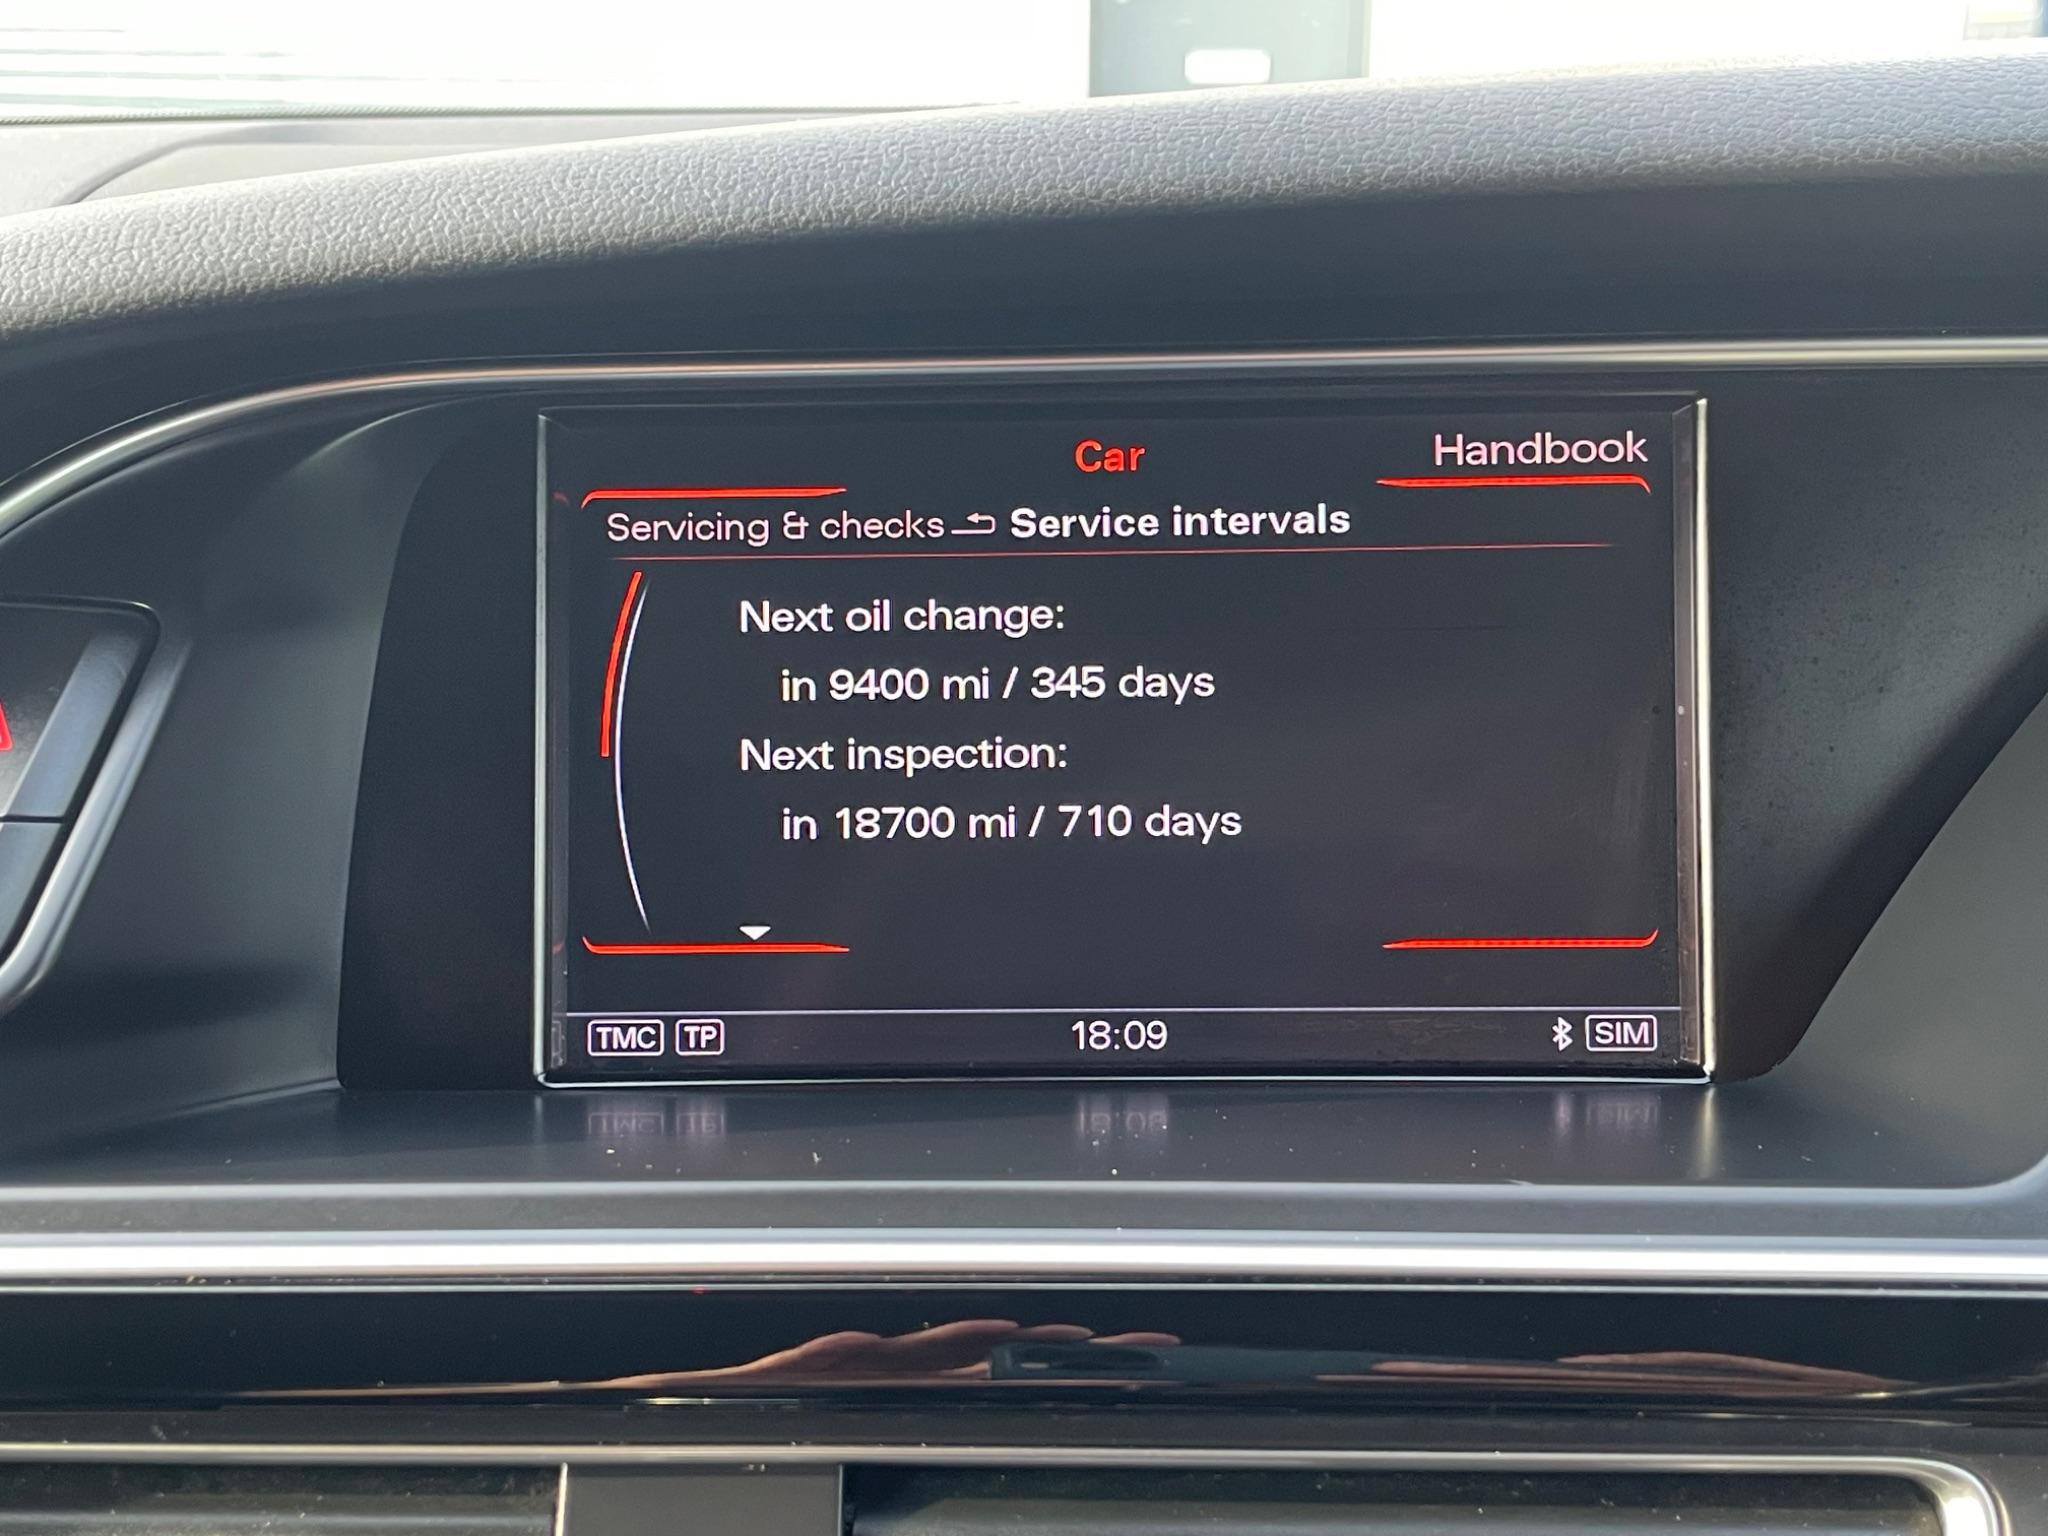 Car
Handbook
Servicing & checks Service intervals
Next oil change:
in 9400 mi / 345 days
Next inspection:
in 18700 mi / 710 days
TMC TP 18:09 SIM